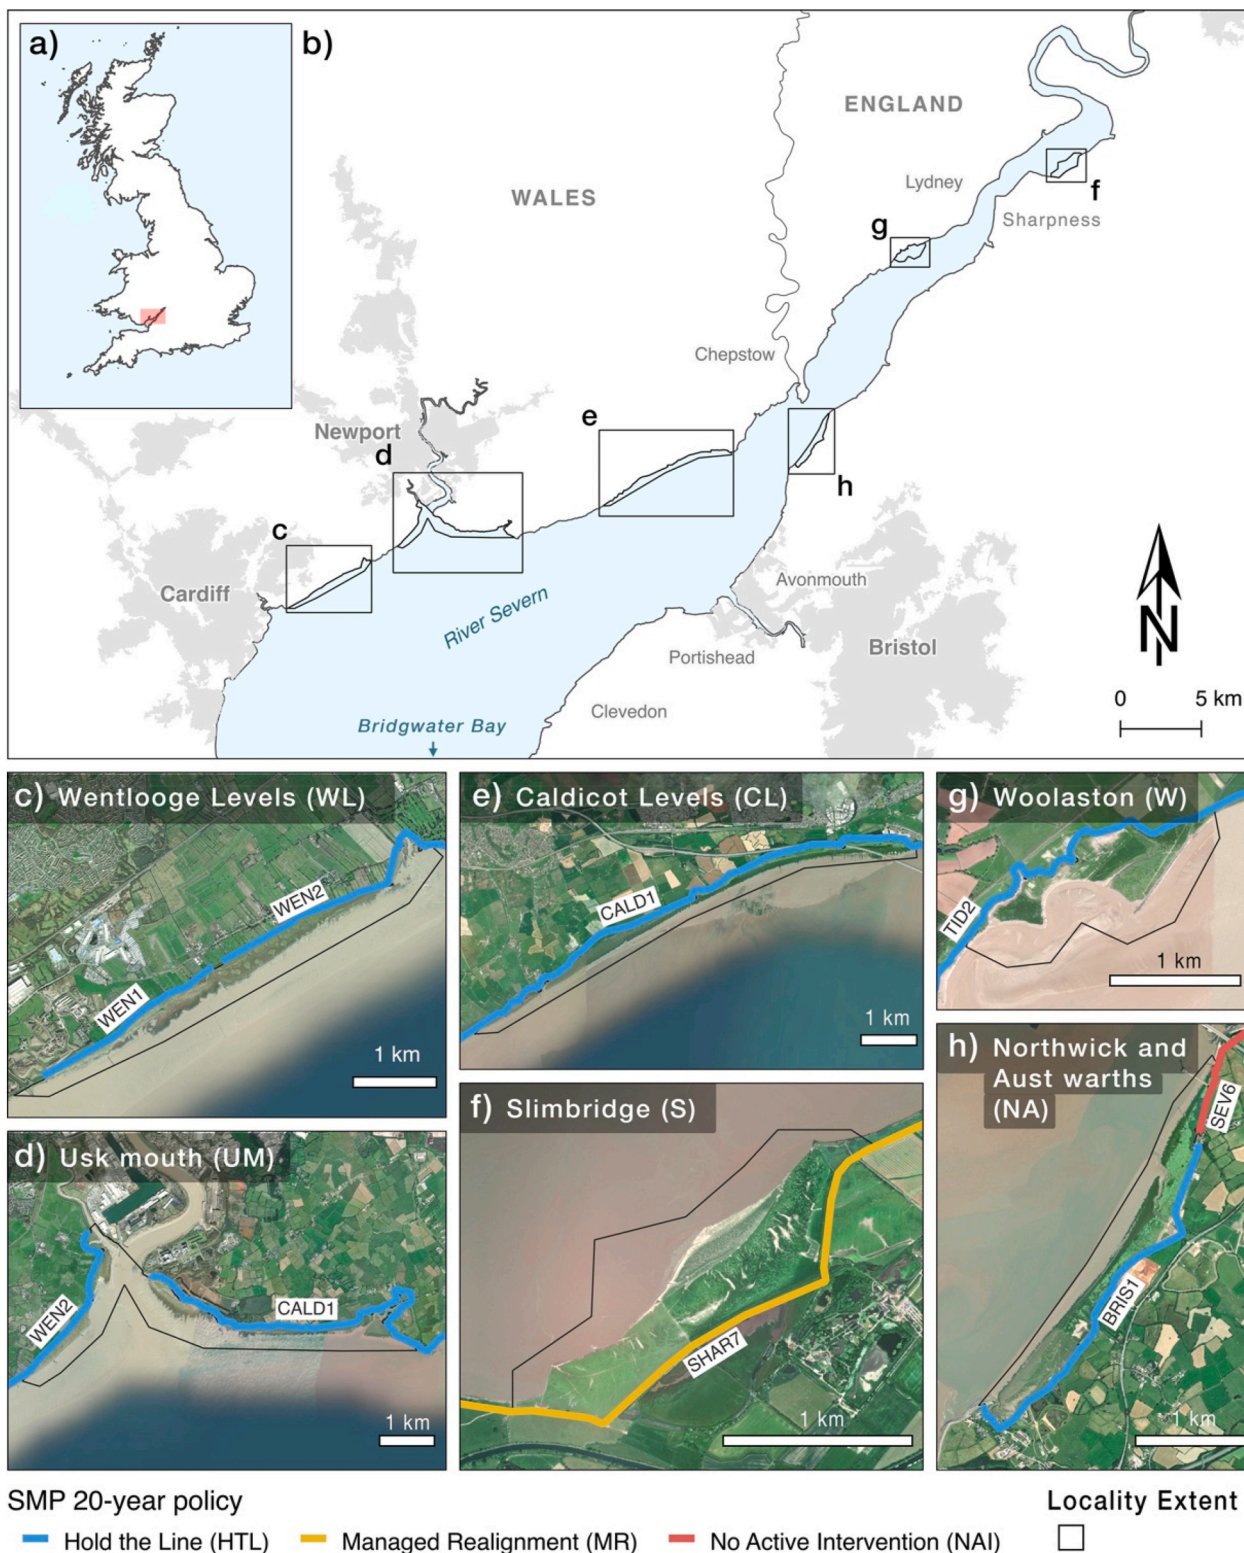 a)
b)
ENGLAND
WALES
Lydney
f
g
Sharpness
Chepstow
e
Newport
d
h
c
Cardiff
Avonmouth
River Severn
Bristol
N
Portishead
0 5 km
Clevedon
Bridgwater Bay
c) Wentlooge Levels (WL)
WEN2
WEN1
1 km
e) Caldicot Levels (CL)
CALD1
1 km
g) Woolaston (W)
TID2
1 km
d) Usk mouth (UM)
WEN2
CALD1
1 km
f) Slimbridge (S)
SHAR7
1 km
h) Northwick and
Aust warths
(NA)
SEV6
BRIS1
1 km
SMP 20-year policy
Locality Extent
Hold the Line (HTL)
Managed Realignment (MR)
No Active Intervention (NAI)